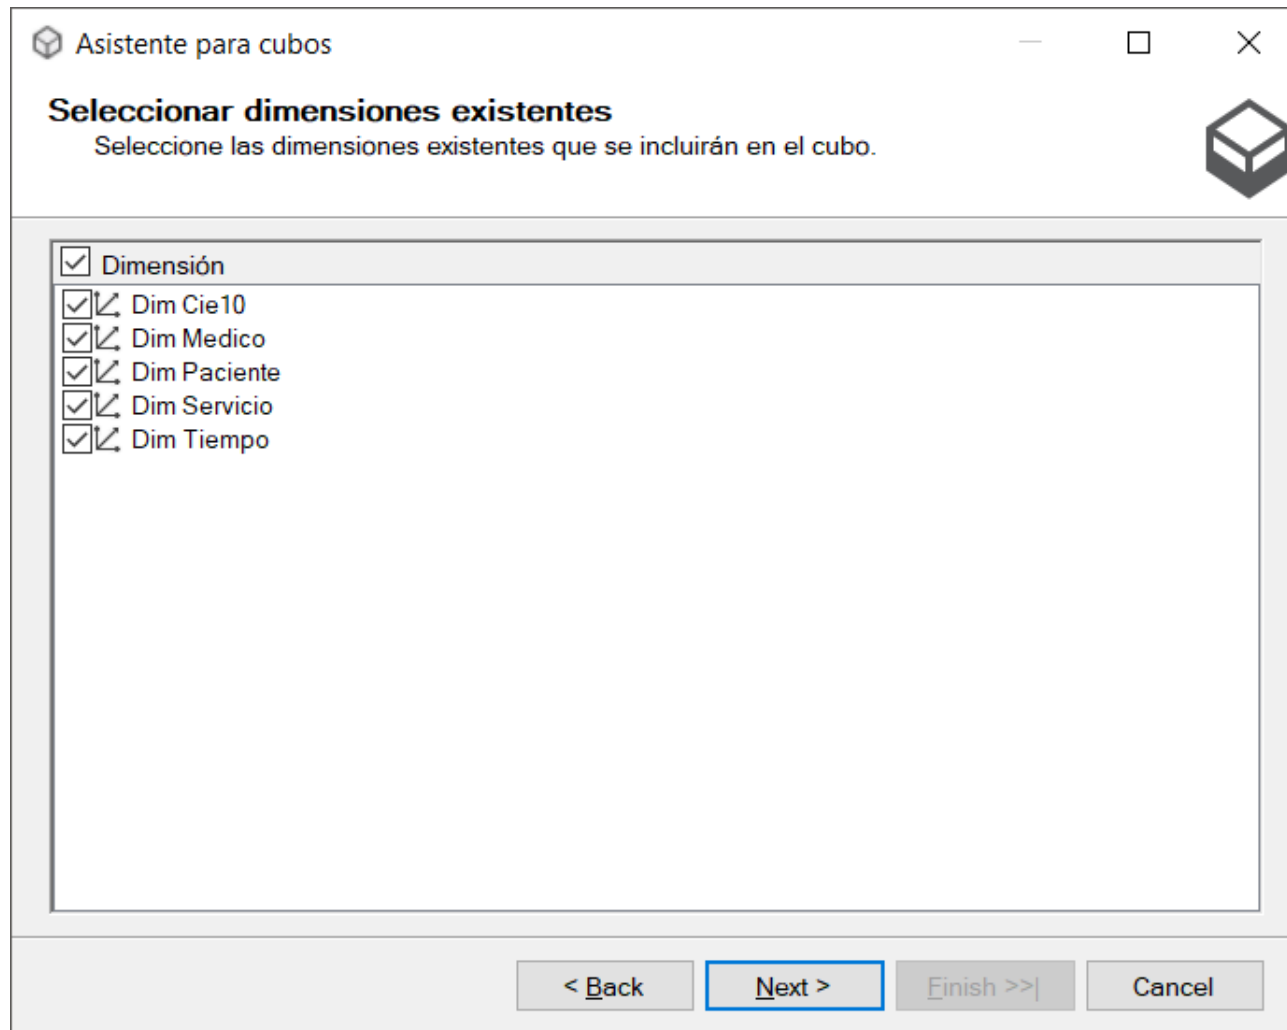 Asistente para cubos
Seleccionar dimensiones existentes
Seleccione las dimensiones existentes que se incluirán en el cubo.
Dimensión
Dim Cie10
Dim Medico
Dim Paciente
Dim Servicio
Dim Tiempo
< Back Next > Finish >>| Cancel